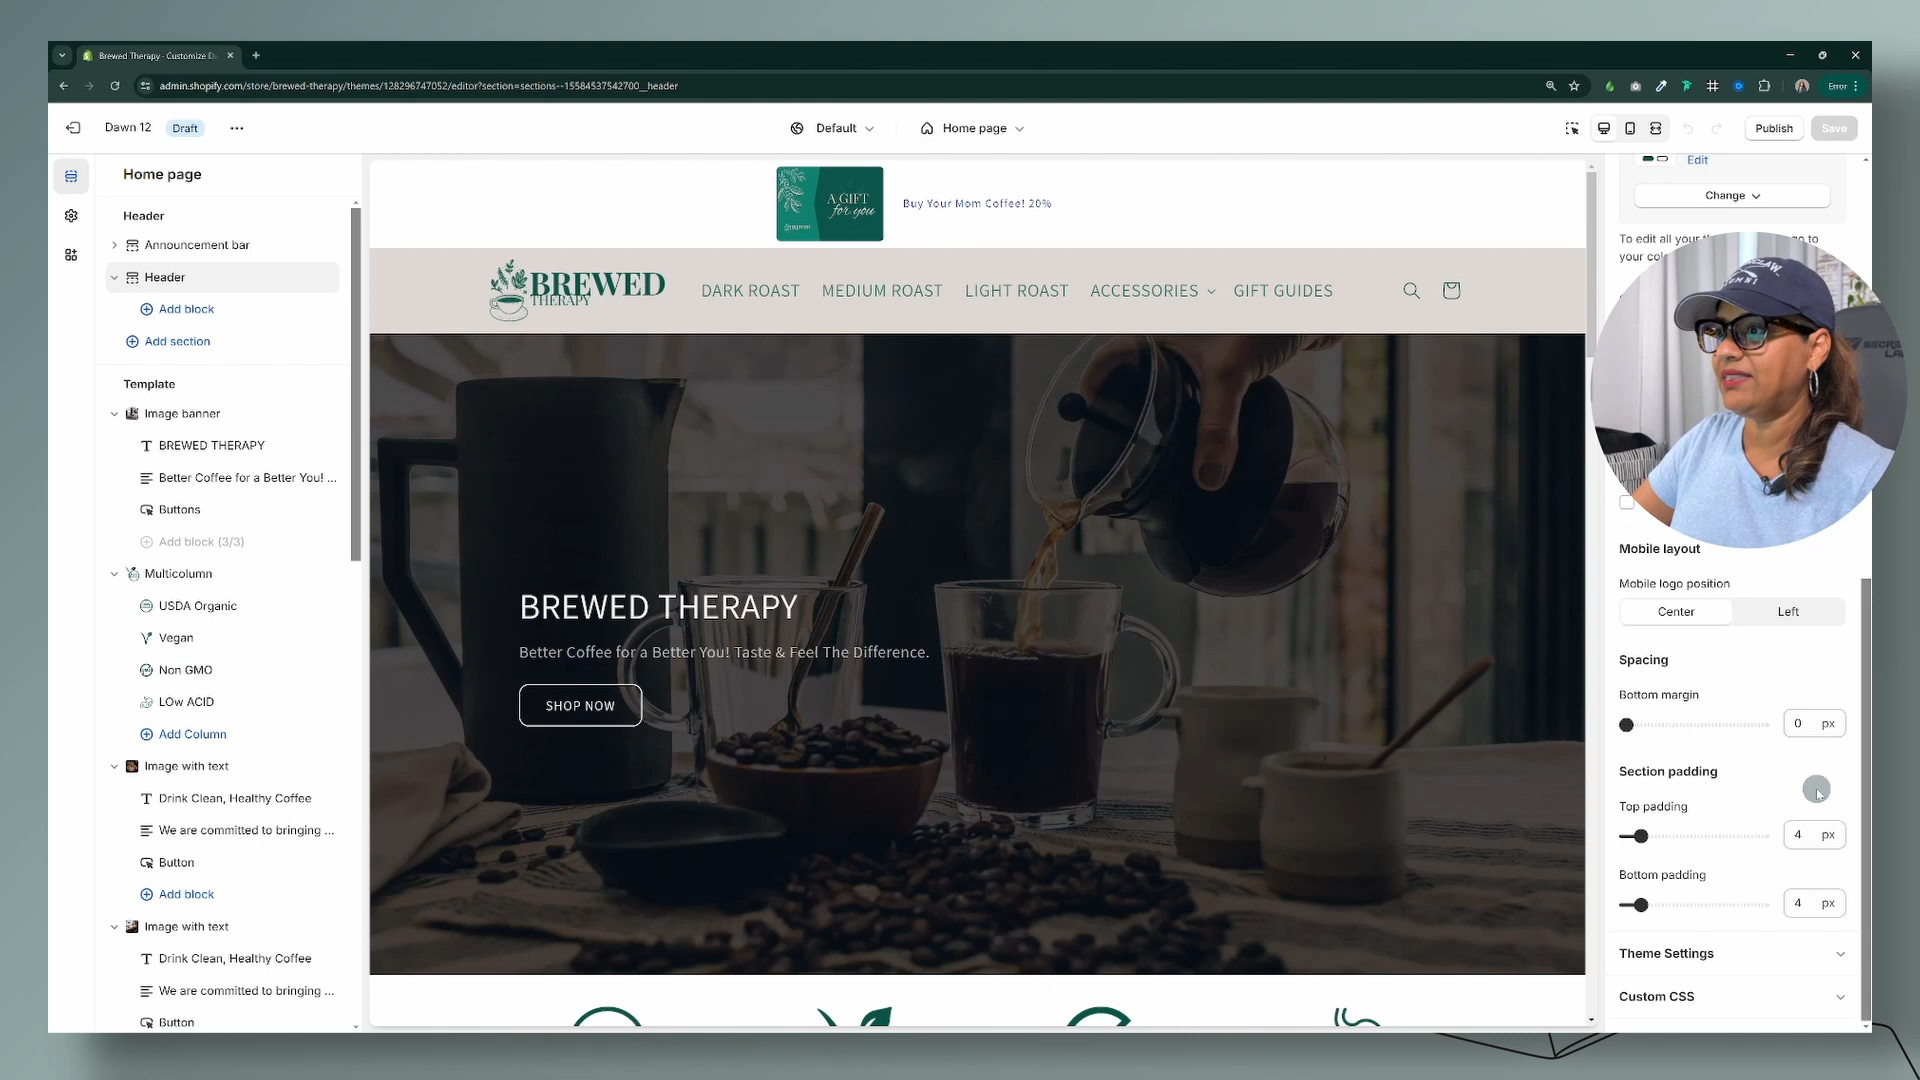 Brewed Therapy - Customize D
admin.shopify.com/store/brewed-therapy/themes/128296747052/editor?section=sections--15584537542700__header
Error
Dawn 12
Draft
Default
Home page
Publish
Save
Home page
Header
Announcement bar
Header
Add block
Add section
Template
Image banner
BREWED THERAPY
Better Coffee for a Better You! ...
Buttons
Add block (3/3)
Multicolumn
USDA Organic
Vegan
Non GMO
LOw ACID
Add Column
Image with text
Drink Clean, Healthy Coffee
We are committed to bringing ...
Button
Add block
Image with text
Drink Clean, Healthy Coffee
We are committed to bringing ...
Button
A GIFT
for you
Buy Your Mom Coffee! 20%
BREWED
THERAPY
DARK ROAST
MEDIUM ROAST
LIGHT ROAST
ACCESSORIES
GIFT GUIDES
BREWED THERAPY
Better Coffee for a Better You! Taste & Feel The Difference.
SHOP NOW
Edit
Change
To edit all your
go to
your
Mobile layout
Mobile logo position
Center
Left
Spacing
Bottom margin
0 px
Section padding
Top padding
4 px
Bottom padding
4 px
Theme Settings
Custom CSS